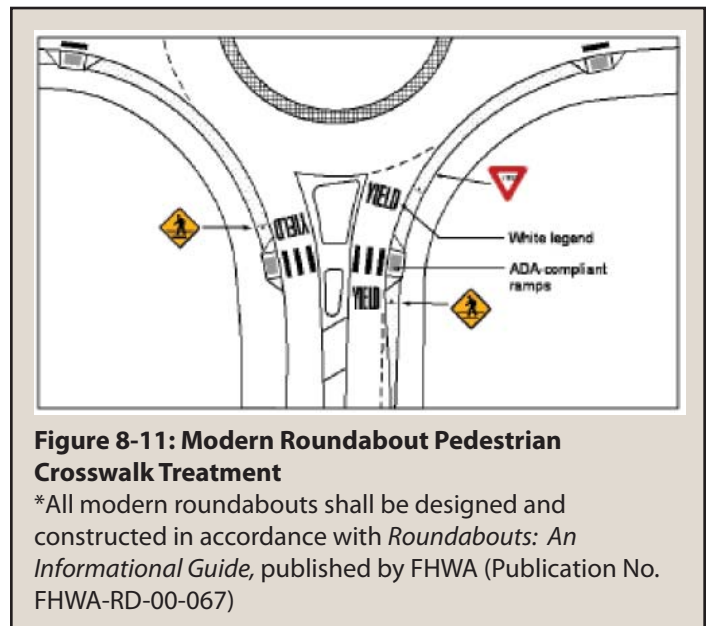 YIELD
YIELD
White legend
ADA-compliant
ramps
YIELD
Figure 8-11: Modern Roundabout Pedestrian
Crosswalk Treatment
*All modern roundabouts shall be designed and
constructed in accordance with Roundabouts: An
Informational Guide, published by FHWA (Publication No.
FHWA-RD-00-067)